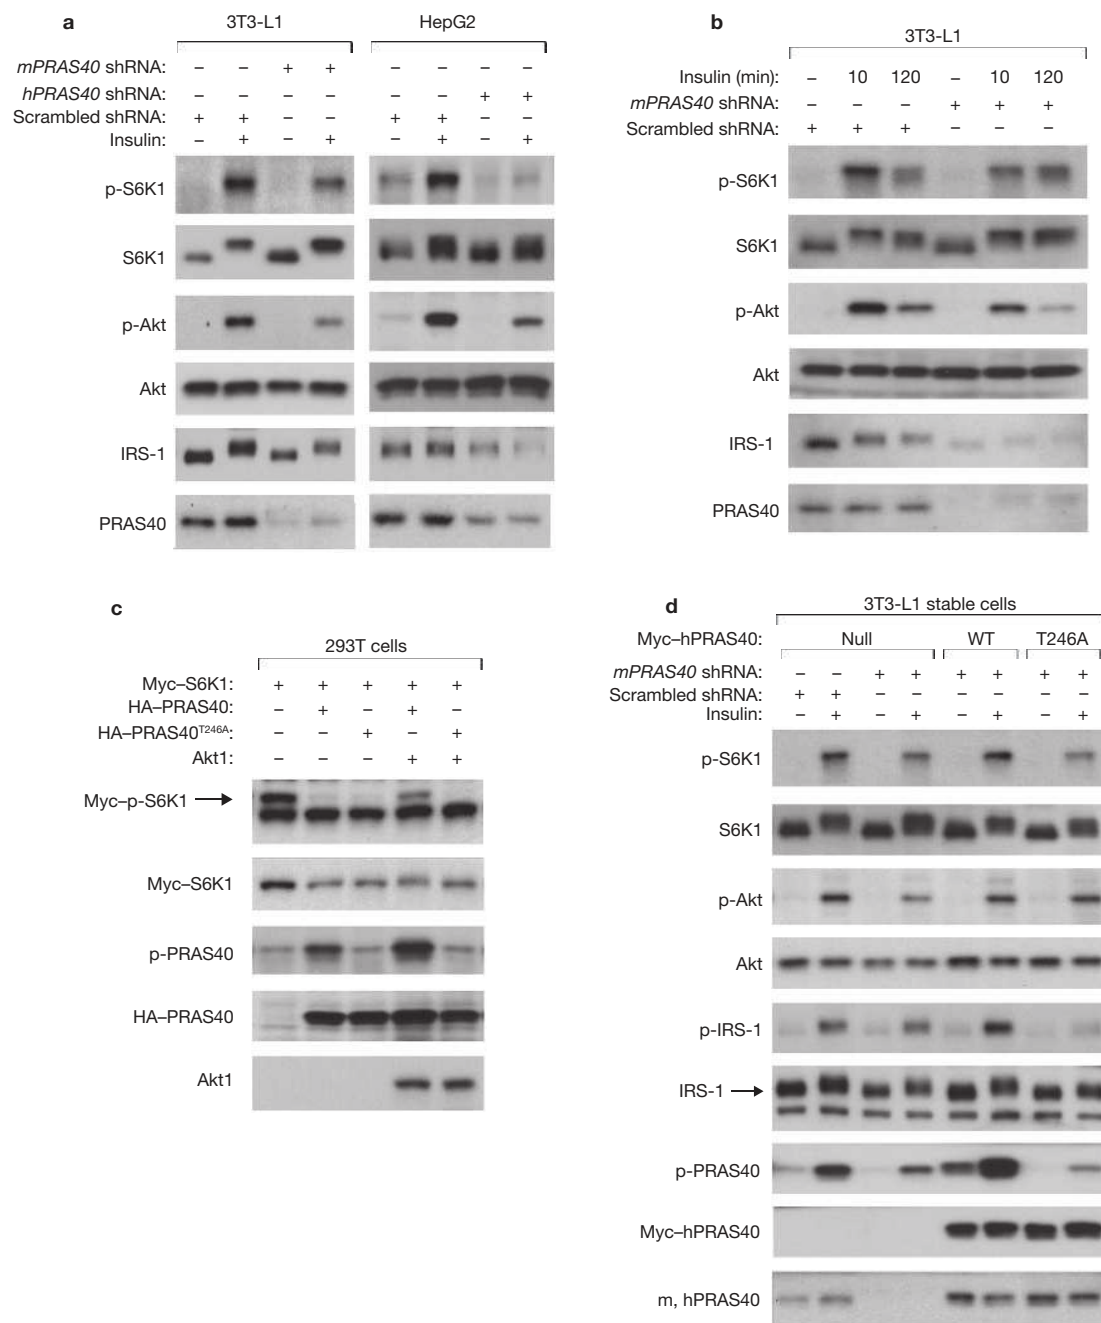 a
3T3-L1 HepG2
mPRAS40 shRNA: – – + +
hPRAS40 shRNA: – – – – – – + +
Scrambled shRNA: + + – – + + – –
Insulin: – + – + – + – +
p-S6K1
S6K1
p-Akt
Akt
IRS-1
PRAS40
b
3T3-L1
Insulin (min): – 10 120 – 10 120
mPRAS40 shRNA: – – – + + +
Scrambled shRNA: + + + – – –
p-S6K1
S6K1
p-Akt
Akt
IRS-1
PRAS40
c
293T cells
Myc–S6K1: + + + + +
HA–PRAS40: – + – + –
HA–PRAS40T246A: – – + – +
Akt1: – – – + +
Myc–p-S6K1
Myc–S6K1
p-PRAS40
HA–PRAS40
Akt1
d
3T3-L1 stable cells
Myc–hPRAS40: Null WT T246A
mPRAS40 shRNA: – – + + + + + +
Scrambled shRNA: + + – – – – – –
Insulin: – + – + – + – +
p-S6K1
S6K1
p-Akt
Akt
p-IRS-1
IRS-1
p-PRAS40
Myc–hPRAS40
m, hPRAS40